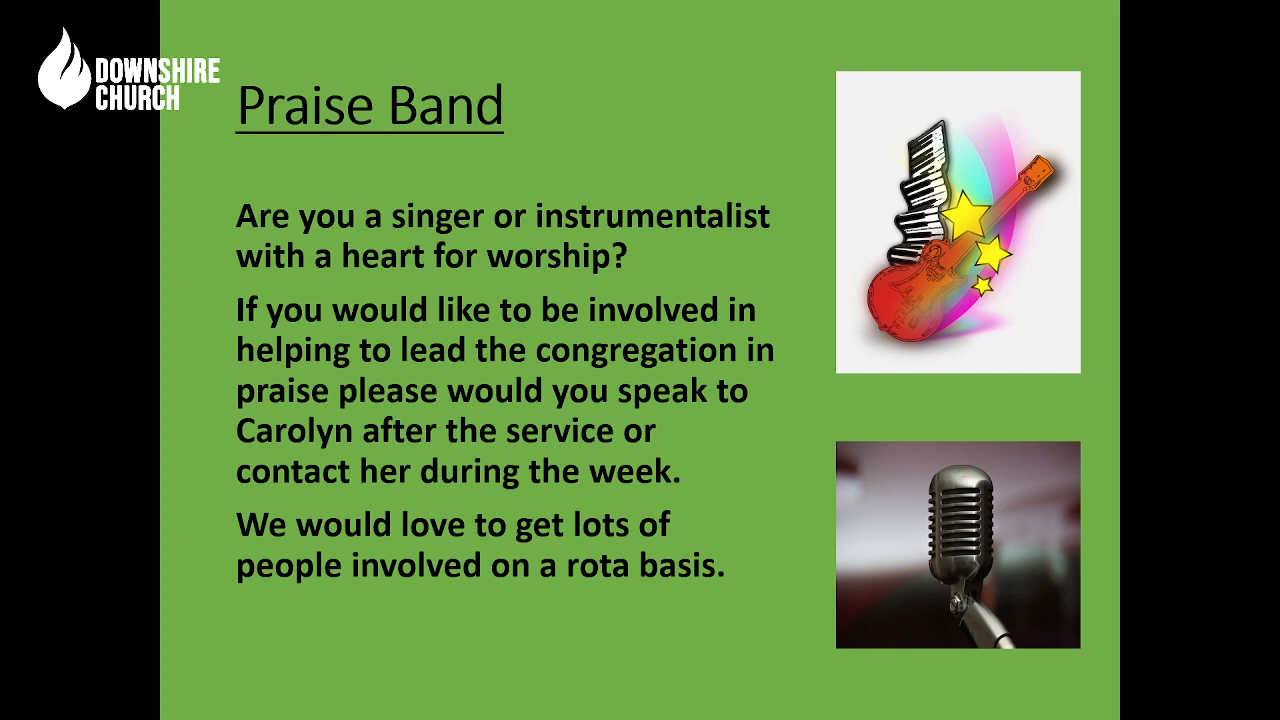 DOWNSHIRE
CHURCH
Praise Band
Are you a singer or instrumentalist
with a heart for worship?
If you would like to be involved in
helping to lead the congregation in
praise please would you speak to
Carolyn after the service or
contact her during the week.
We would love to get lots of
people involved on a rota basis.